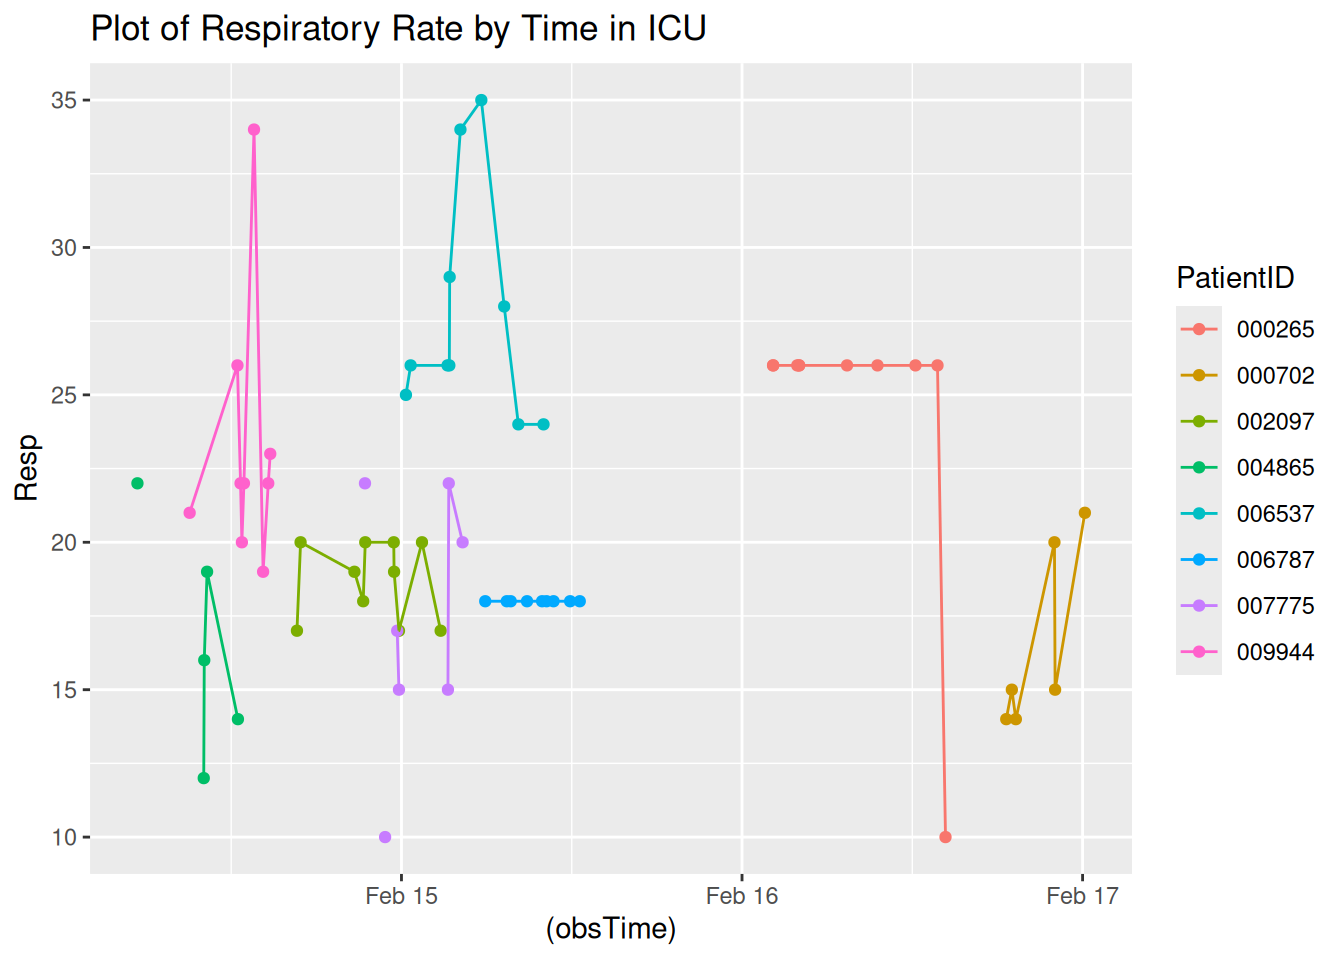 Plot of Respiratory Rate by Time in ICU
35
30
25
20
15
10
Resp
Feb 15
Feb 16
Feb 17
(obsTime)
PatientID
000265
000702
002097
004865
006537
006787
007775
009944